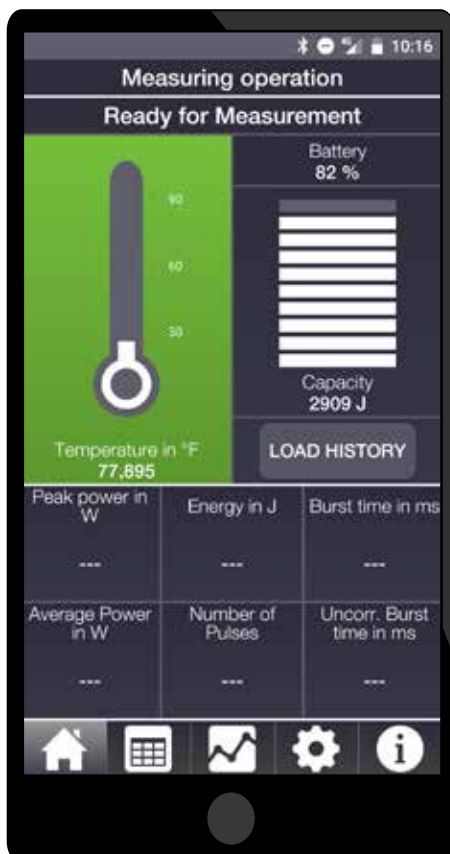 10:16
Measuring operation
Ready for Measurement
Battery
82 %
90
60
30
Capacity
2909 J
Temperature in °F
77,895
LOAD HISTORY
Peak power in
W
Energy in J
Burst time in ms
---
---
---
Average Power
in W
Number of
Pulses
Uncorr. Burst
time in ms
---
---
---